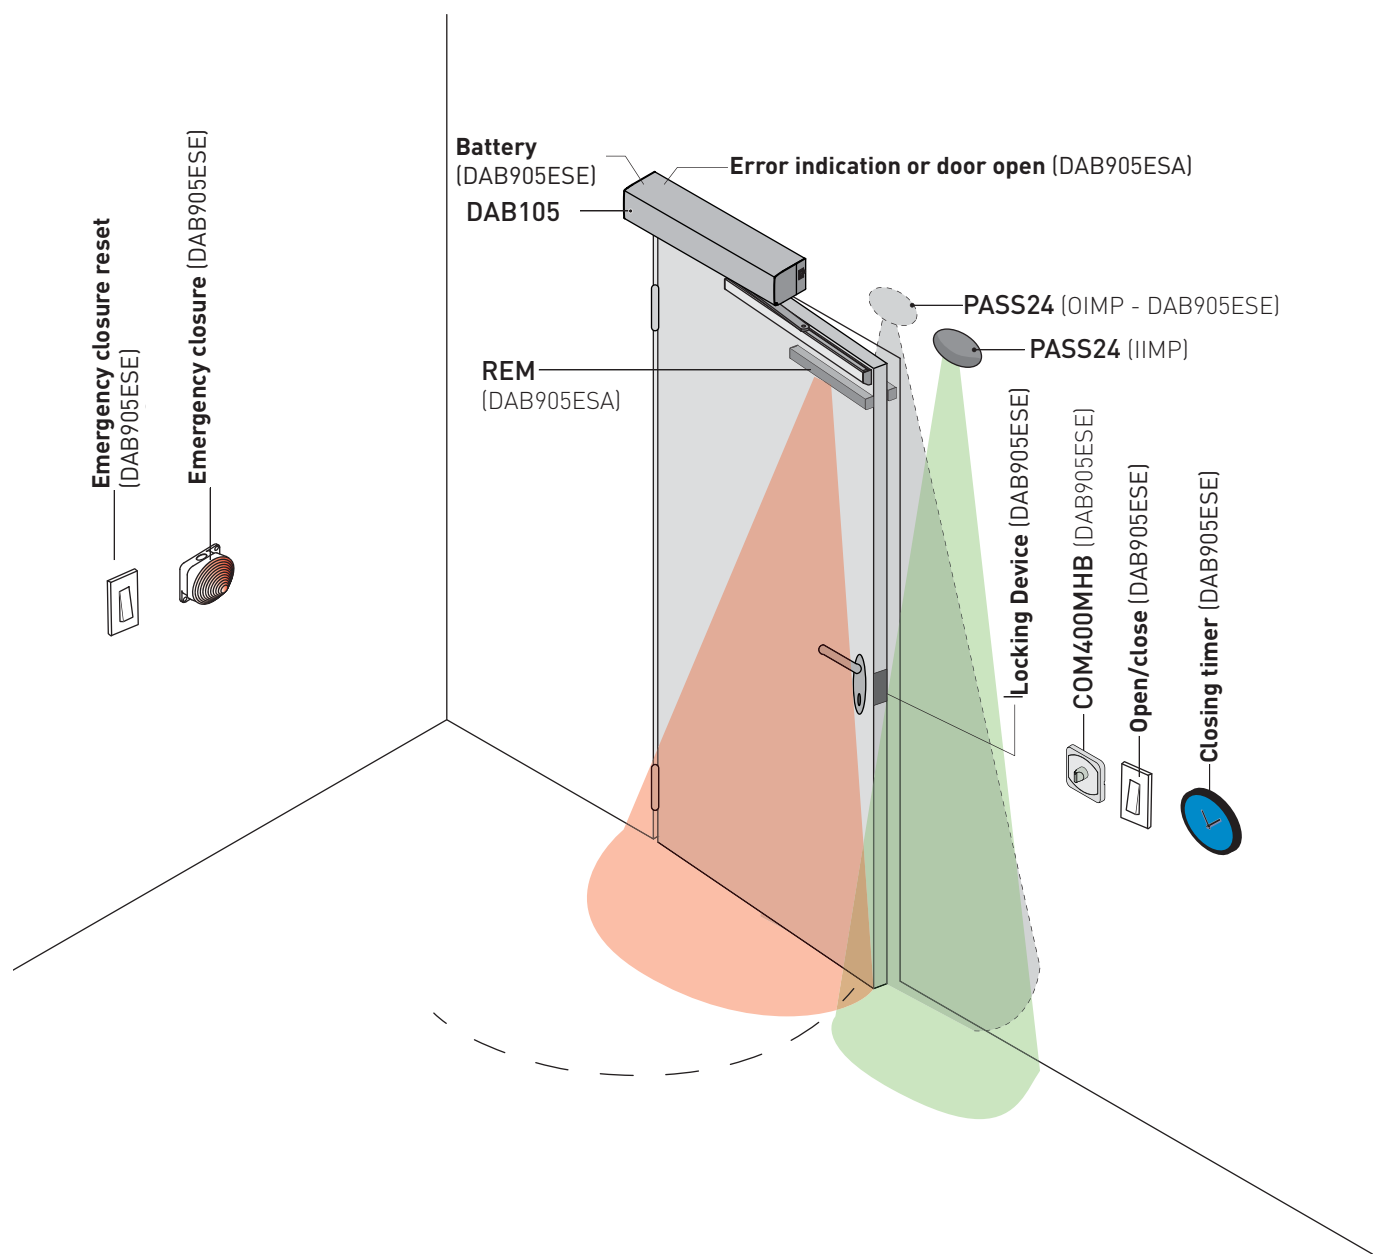 Battery
(DAB905ESE)
Error indication or door open (DAB905ESA)
DAB105
Emergency closure reset
(DAB905ESE)
Emergency closure (DAB905ESE)
PASS24 (OIMP - DAB905ESE)
PASS24 (IIMP)
REM
(DAB905ESA)
Locking Device (DAB905ESE)
COM400MHB (DAB905ESE)
Open/close (DAB905ESE)
Closing timer (DAB905ESE)